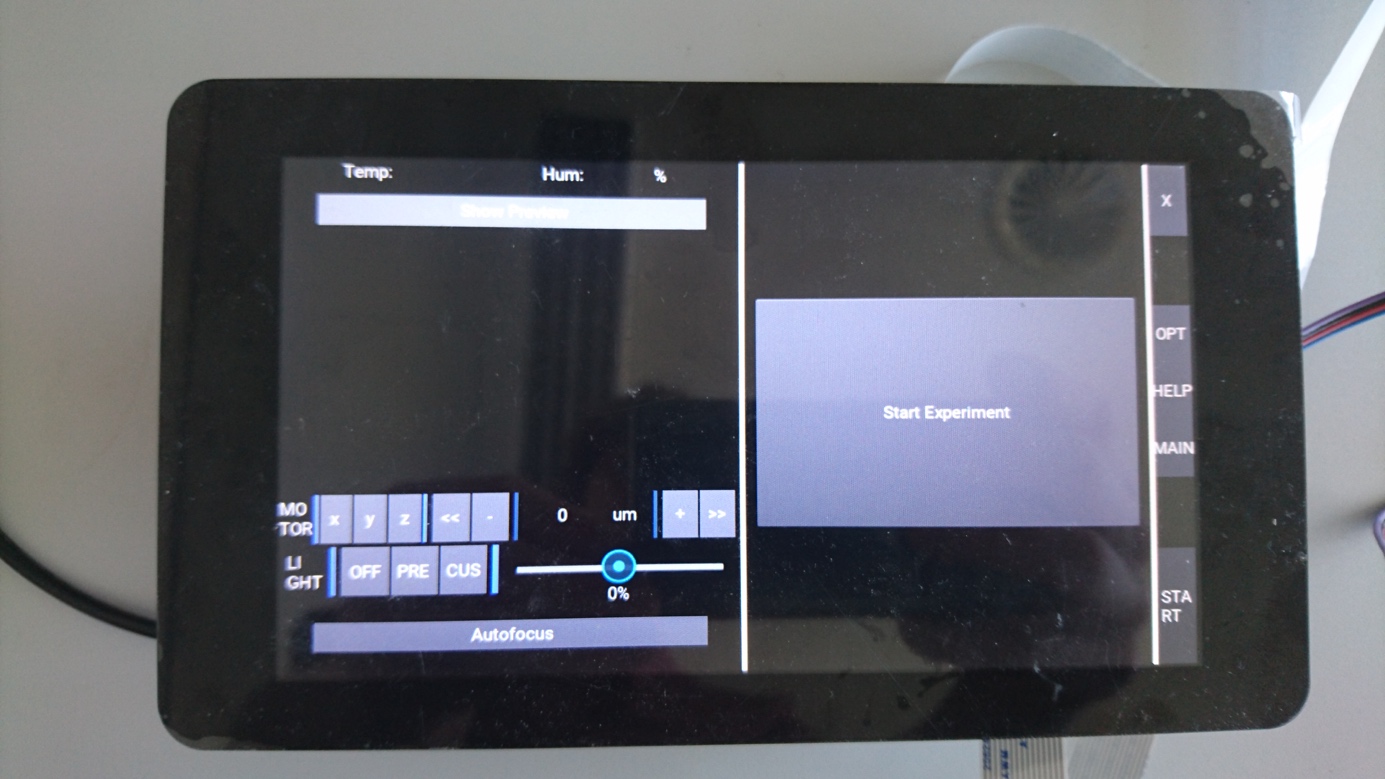 Temp: Hum: %
Show Preview
X
OPT
HELP
MAIN
Start Experiment
MO
TOR
x y z << - 0 um + >>
LI
GHT
OFF PRE CUS
0%
Autofocus
STA
RT